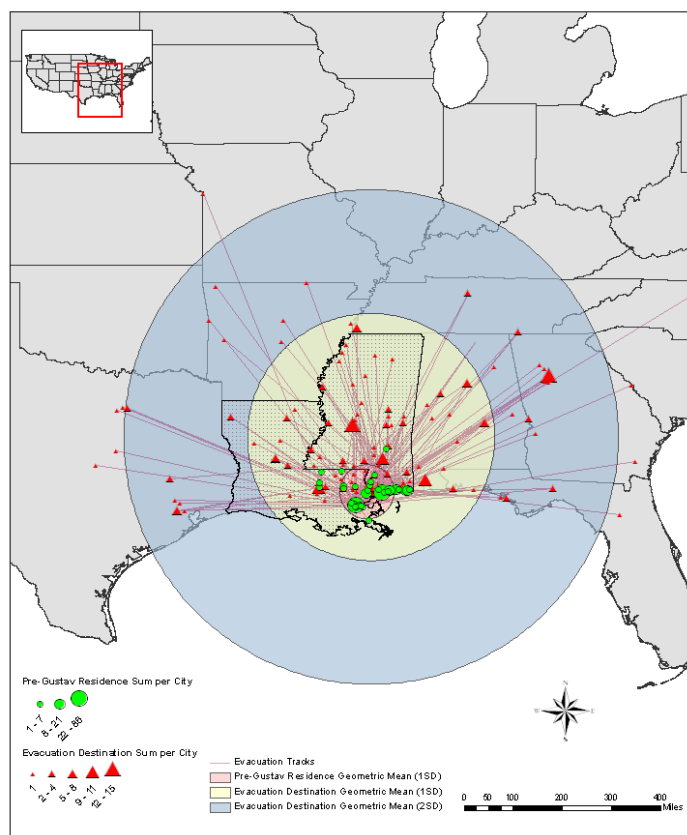 N
W
E
S
Pre-Gustav Residence Sum per City
1 - 7
8 - 21
22 - 88
Evacuation Destination Sum per City
1
2 - 4
5 - 8
9 - 11
12 - 15
Evacuation Tracks
Pre-Gustav Residence Geometric Mean (1SD)
Evacuation Destination Geometric Mean (1SD)
Evacuation Destination Geometric Mean (2SD)
0 50 100 200 300 400
Miles